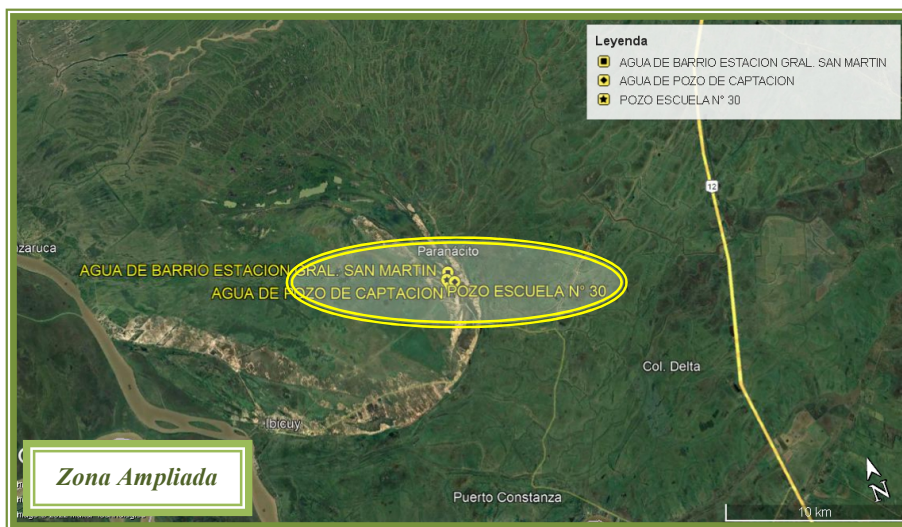 Leyenda
AGUA DE BARRIO ESTACION GRAL. SAN MARTIN
AGUA DE POZO DE CAPTACION
POZO ESCUELA N° 30
12
zaruca
Paranacito
AGUA DE BARRIO ESTACION GRAL. SAN MARTIN
AGUA DE POZO DE CAPTACION
POZO ESCUELA N° 30
Col. Delta
Ibicuy
Zona Ampliada
Puerto Constanza
N
10 km